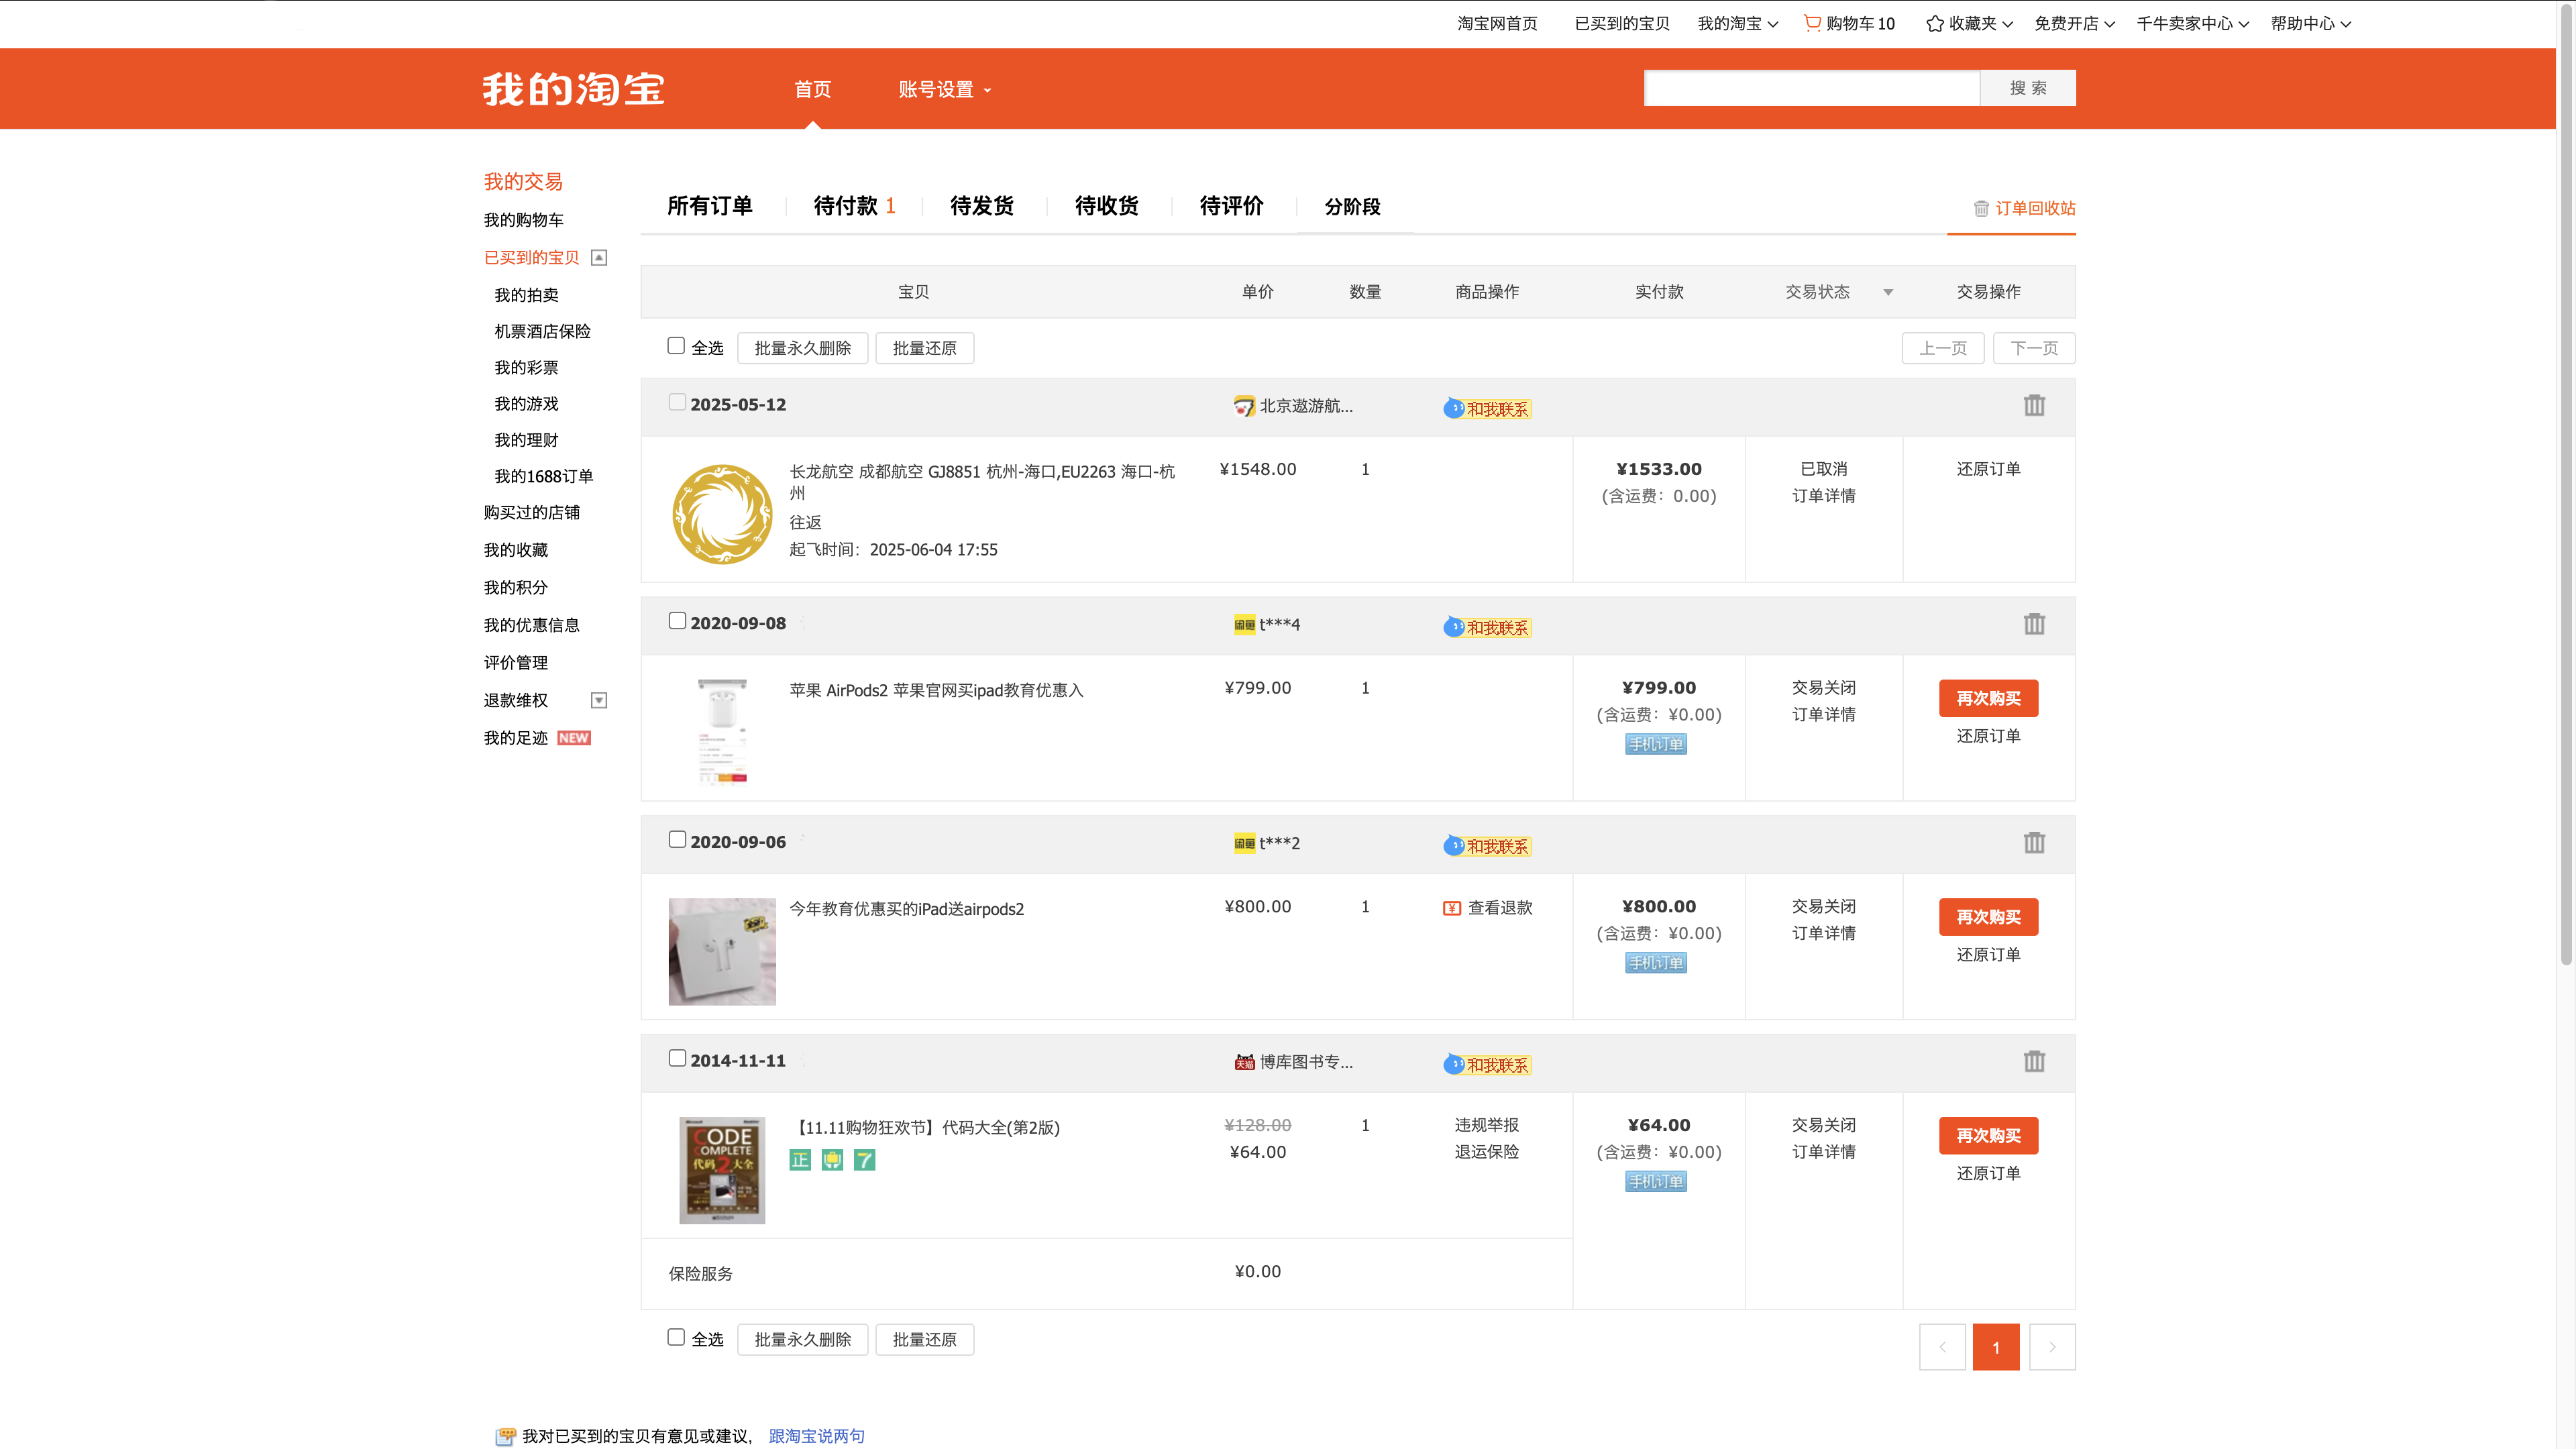 淘宝网首页 已买到的宝贝 我的淘宝 购物车 10 收藏夹 免费开店 千牛卖家中心 帮助中心
我的淘宝 首页 账号设置 搜 索
我的交易
我的购物车
已买到的宝贝
我的拍卖
机票酒店保险
我的彩票
我的游戏
我的理财
我的1688订单
购买过的店铺
我的收藏
我的积分
我的优惠信息
评价管理
退款维权
我的足迹 NEW
所有订单 待付款 1 待发货 待收货 待评价 分阶段 订单回收站
宝贝 单价 数量 商品操作 实付款 交易状态 交易操作
全选 批量永久删除 批量还原 上一页 下一页
2025-05-12 北京遨游航... 和我联系
长龙航空 成都航空 GJ8851 杭州-海口,EU2263 海口-杭 ¥1548.00 1 ¥1533.00 已取消 还原订单
州 (含运费：0.00) 订单详情
往返
起飞时间：2025-06-04 17:55
2020-09-08 闲鱼 t***4 和我联系
苹果 AirPods2 苹果官网买ipad教育优惠入 ¥799.00 1 ¥799.00 交易关闭 再次购买
(含运费：¥0.00) 订单详情 还原订单
手机订单
2020-09-06 闲鱼 t***2 和我联系
今年教育优惠买的iPad送airpods2 ¥800.00 1 查看退款 ¥800.00 交易关闭 再次购买
(含运费：¥0.00) 订单详情 还原订单
手机订单
2014-11-11 天猫 博库图书专... 和我联系
CODE
COMPLETE
代码2大全
【11.11购物狂欢节】代码大全(第2版) ¥128.00 1 违规举报 ¥64.00 交易关闭 再次购买
正 7 ¥64.00 退运保险 (含运费：¥0.00) 订单详情 还原订单
手机订单
保险服务 ¥0.00
全选 批量永久删除 批量还原 1
我对已买到的宝贝有意见或建议， 跟淘宝说两句